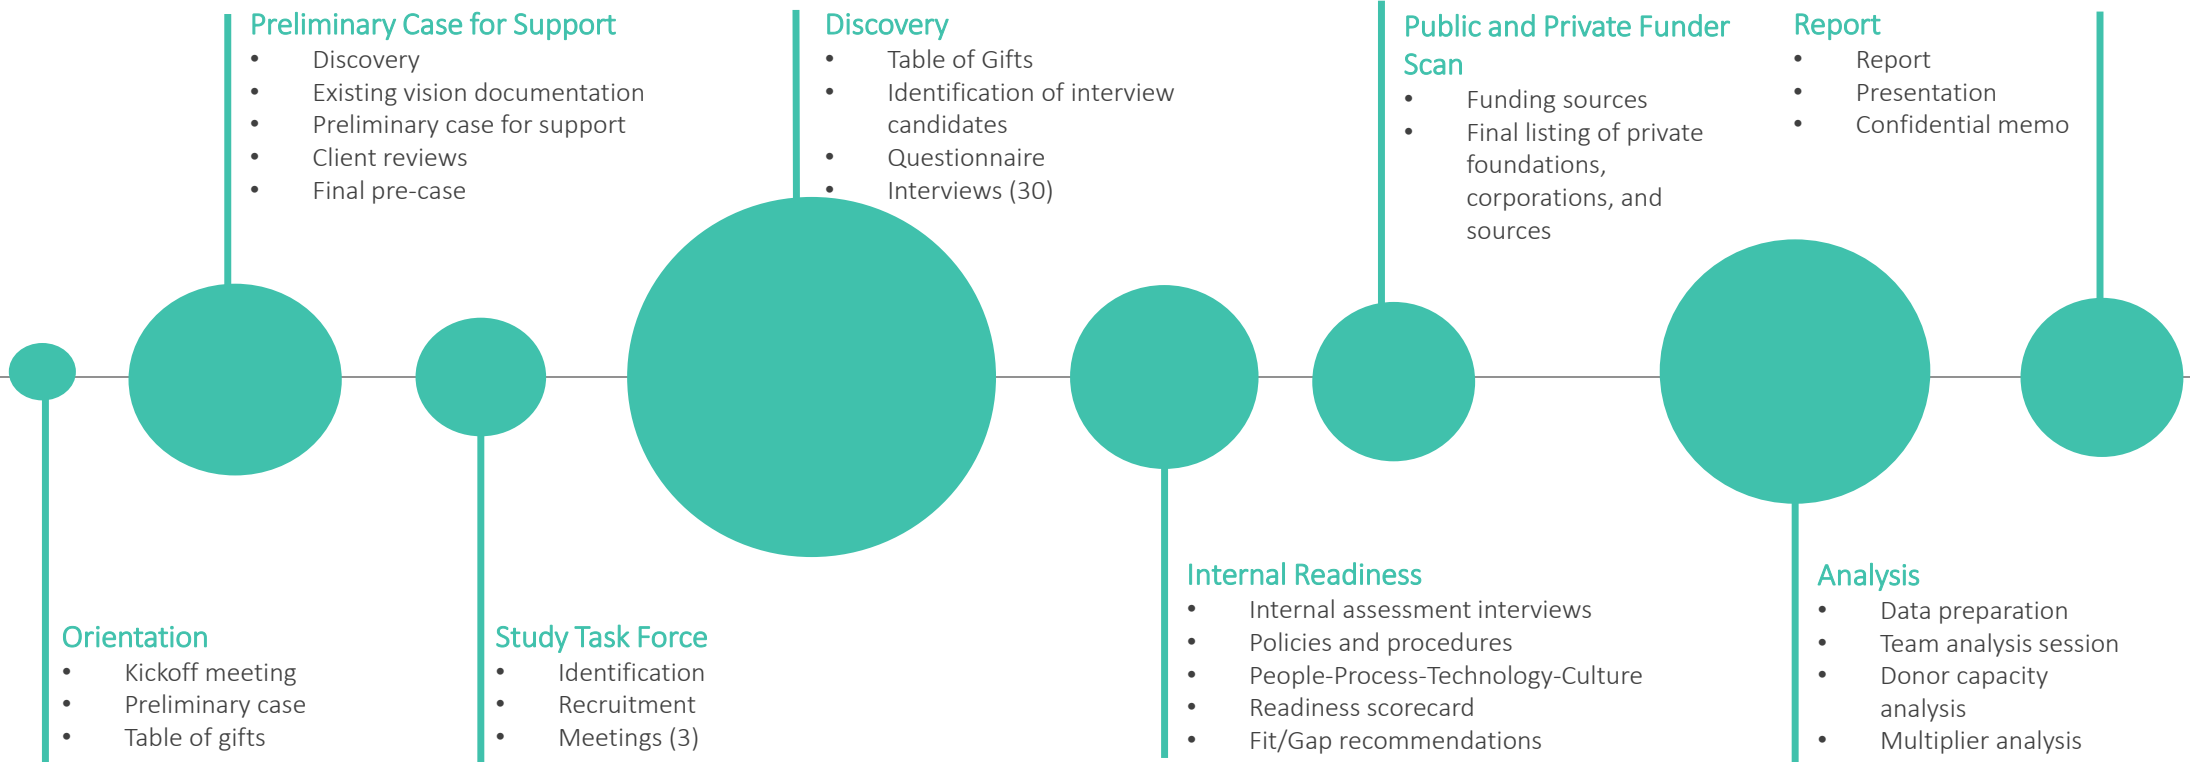 Preliminary Case for Support
• Discovery
• Existing vision documentation
• Preliminary case for support
• Client reviews
• Final pre-case
Discovery
• Table of Gifts
• Identification of interview
candidates
• Questionnaire
• Interviews (30)
Public and Private Funder
Scan
• Funding sources
• Final listing of private
foundations,
corporations, and
sources
Report
• Report
• Presentation
• Confidential memo
Orientation
• Kickoff meeting
• Preliminary case
• Table of gifts
Study Task Force
• Identification
• Recruitment
• Meetings (3)
Internal Readiness
• Internal assessment interviews
• Policies and procedures
• People-Process-Technology-Culture
• Readiness scorecard
• Fit/Gap recommendations
Analysis
• Data preparation
• Team analysis session
• Donor capacity
analysis
• Multiplier analysis